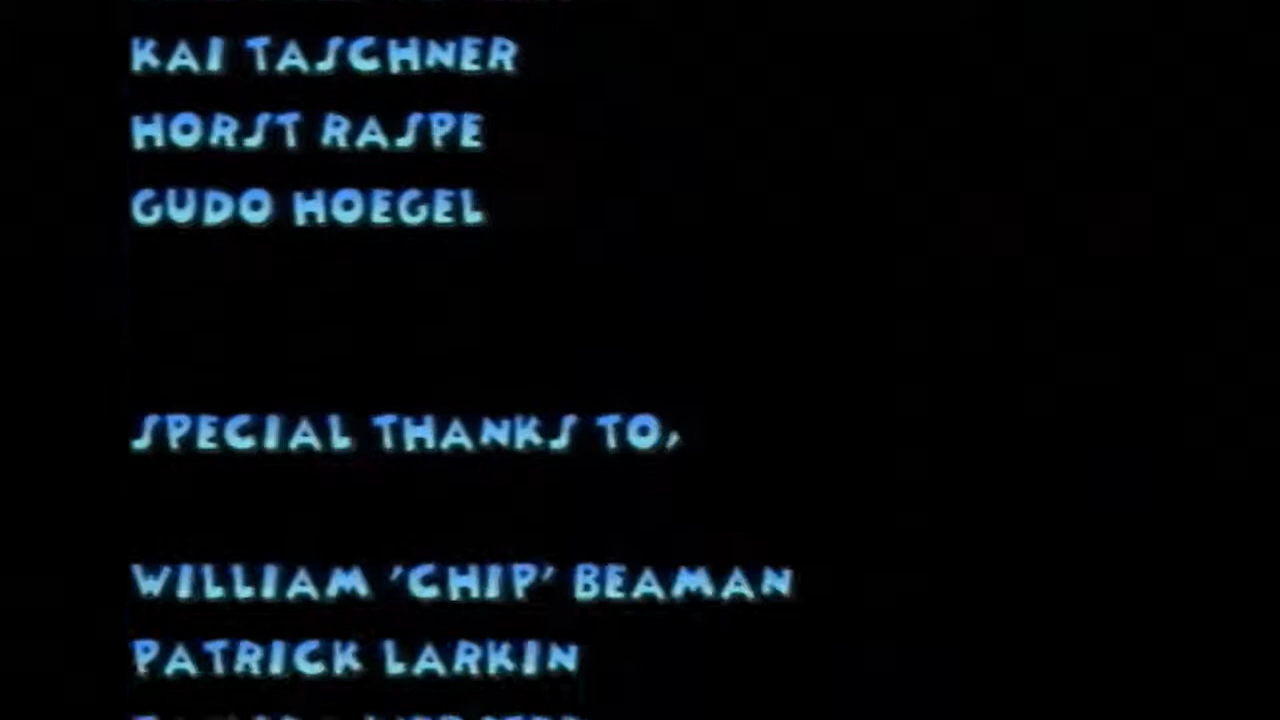 KAI TASCHNER
HORST RASPE
GUDO HOEGEL
SPECIAL THANKS TO,
WILLIAM 'CHIP' BEAMAN
PATRICK LARKIN